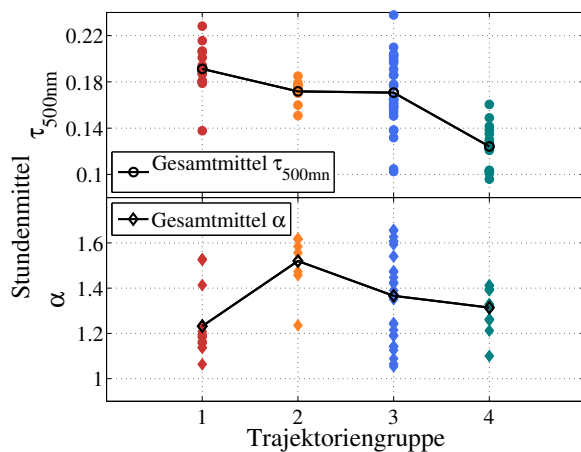 0.22
0.18
0.14
0.1
Stundenmittel
τ500nm
Gesamtmittel τ500mn
Gesamtmittel α
1.6
1.4
1.2
1
α
1 2 3 4
Trajektoriengruppe